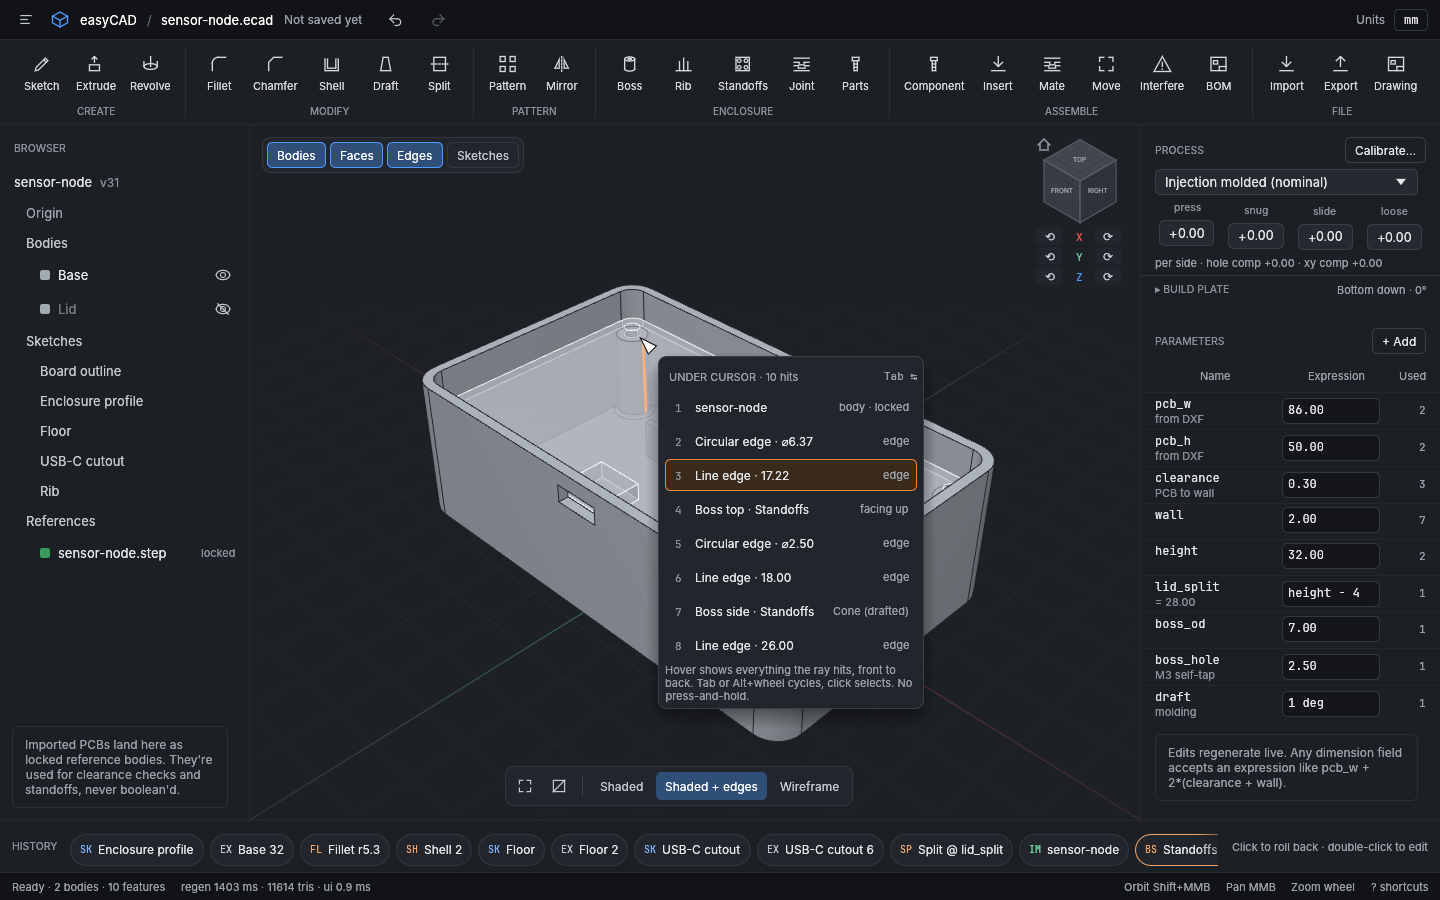 easyCAD / sensor-node.ecad Not saved yet
Units mm
Sketch Extrude Revolve Fillet Chamfer Shell Draft Split Pattern Mirror Boss Rib Standoffs Joint Parts Component Insert Mate Move Interfere BOM Import Export Drawing
CREATE MODIFY PATTERN ENCLOSURE ASSEMBLE FILE
BROWSER
sensor-node v31
Origin
Bodies
Base
Lid
Sketches
Board outline
Enclosure profile
Floor
USB-C cutout
Rib
References
sensor-node.step locked
Imported PCBs land here as
locked reference bodies. They're
used for clearance checks and
standoffs, never boolean'd.
Bodies Faces Edges Sketches
TOP
FRONT RIGHT
X
Y
Z
UNDER CURSOR · 10 hits Tab
1 sensor-node body · locked
2 Circular edge · ⌀6.37 edge
3 Line edge · 17.22 edge
4 Boss top · Standoffs facing up
5 Circular edge · ⌀2.50 edge
6 Line edge · 18.00 edge
7 Boss side · Standoffs Cone (drafted)
8 Line edge · 26.00 edge
Hover shows everything the ray hits, front to
back. Tab or Alt+wheel cycles, click selects. No
press-and-hold.
Shaded Shaded + edges Wireframe
PROCESS Calibrate...
Injection molded (nominal)
press snug slide loose
+0.00 +0.00 +0.00 +0.00
per side · hole comp +0.00 · xy comp +0.00
▸ BUILD PLATE Bottom down · 0°
PARAMETERS + Add
Name Expression Used
pcb_w 86.00 2
from DXF
pcb_h 50.00 2
from DXF
clearance 0.30 3
PCB to wall
wall 2.00 7
height 32.00 2
lid_split height - 4 1
= 28.00
boss_od 7.00 1
boss_hole 2.50 1
M3 self-tap
draft 1 deg 1
molding
Edits regenerate live. Any dimension field
accepts an expression like pcb_w +
2*(clearance + wall).
HISTORY SK Enclosure profile EX Base 32 FL Fillet r5.3 SH Shell 2 SK Floor EX Floor 2 SK USB-C cutout EX USB-C cutout 6 SP Split @ lid_split IM sensor-node BS Standoffs Click to roll back · double-click to edit
Ready · 2 bodies · 10 features regen 1403 ms · 11614 tris · ui 0.9 ms
Orbit Shift+MMB Pan MMB Zoom wheel ? shortcuts